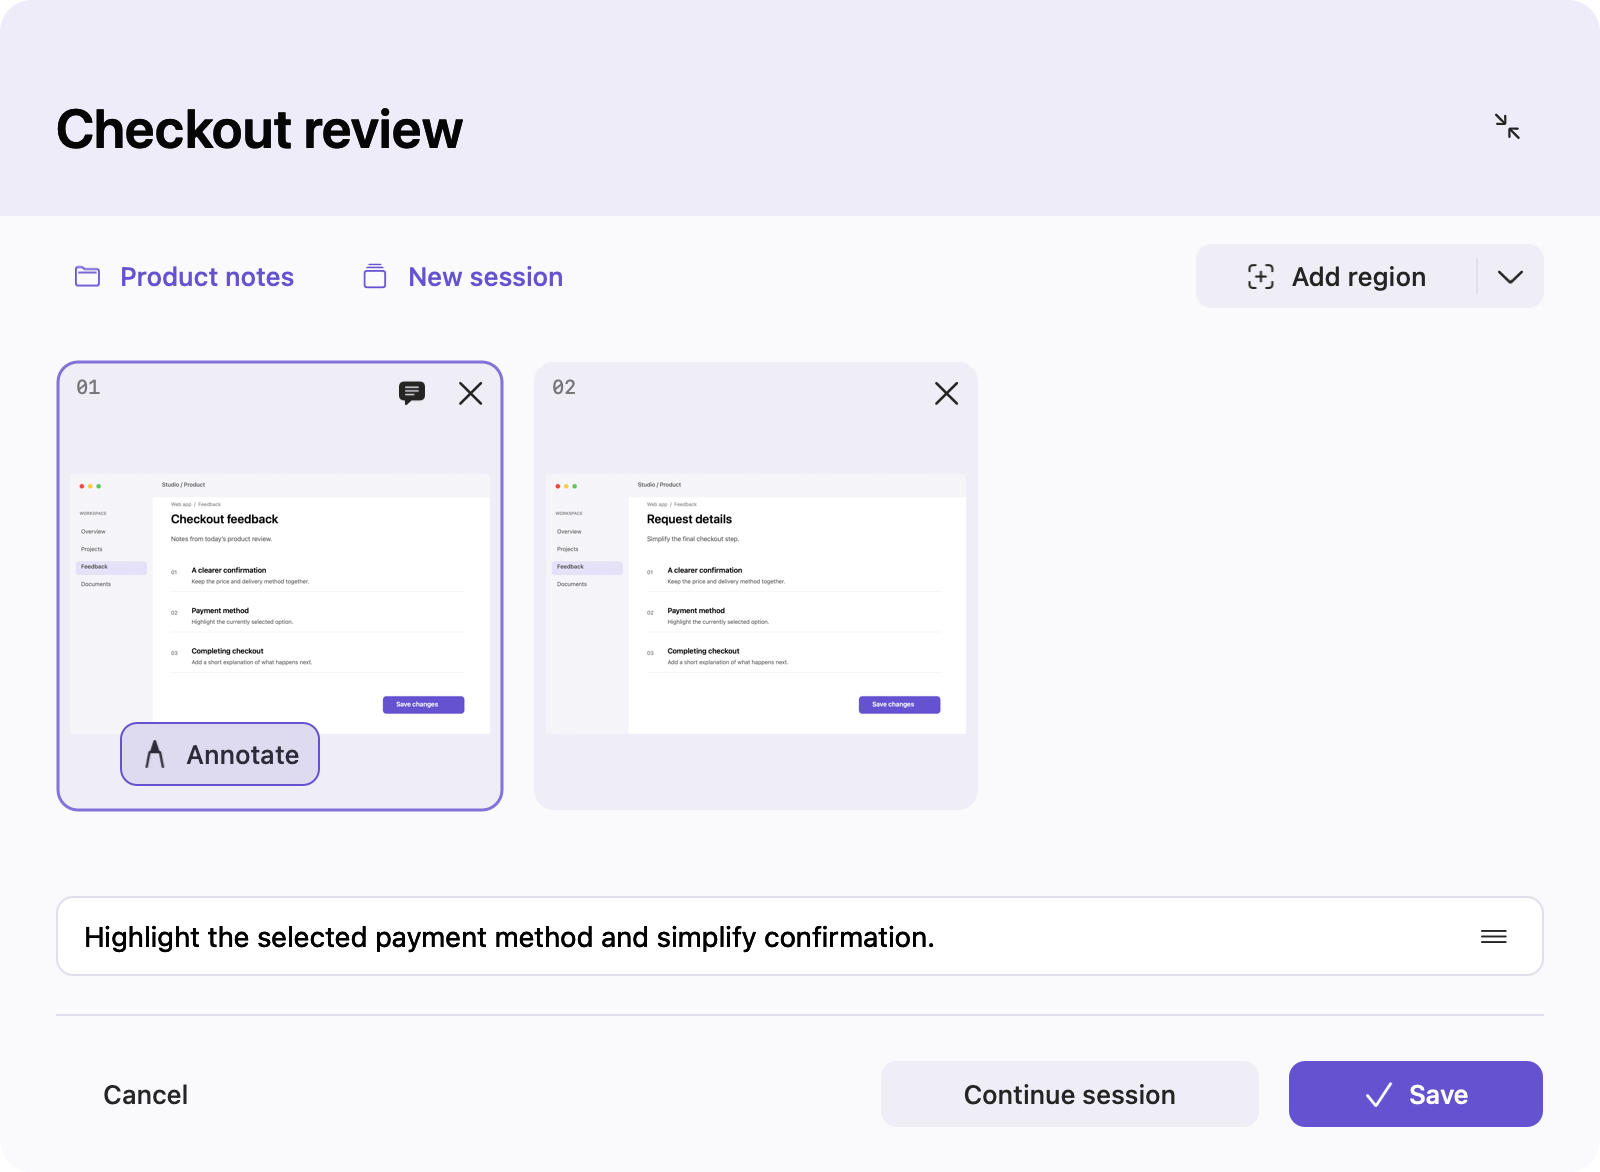 Checkout review
Product notes
New session
Add region
01
Studio / Product
WORKSPACE
Overview
Projects
Feedback
Documents
Web app / Feedback
Checkout feedback
Notes from today's product review.
01
A clearer confirmation
Keep the price and delivery method together.
02
Payment method
Highlight the currently selected option.
03
Completing checkout
Add a short explanation of what happens next.
Save changes
Annotate
02
Studio / Product
WORKSPACE
Overview
Projects
Feedback
Documents
Web app / Feedback
Request details
Simplify the final checkout step.
01
A clearer confirmation
Keep the price and delivery method together.
02
Payment method
Highlight the currently selected option.
03
Completing checkout
Add a short explanation of what happens next.
Save changes
Highlight the selected payment method and simplify confirmation.
Cancel
Continue session
Save